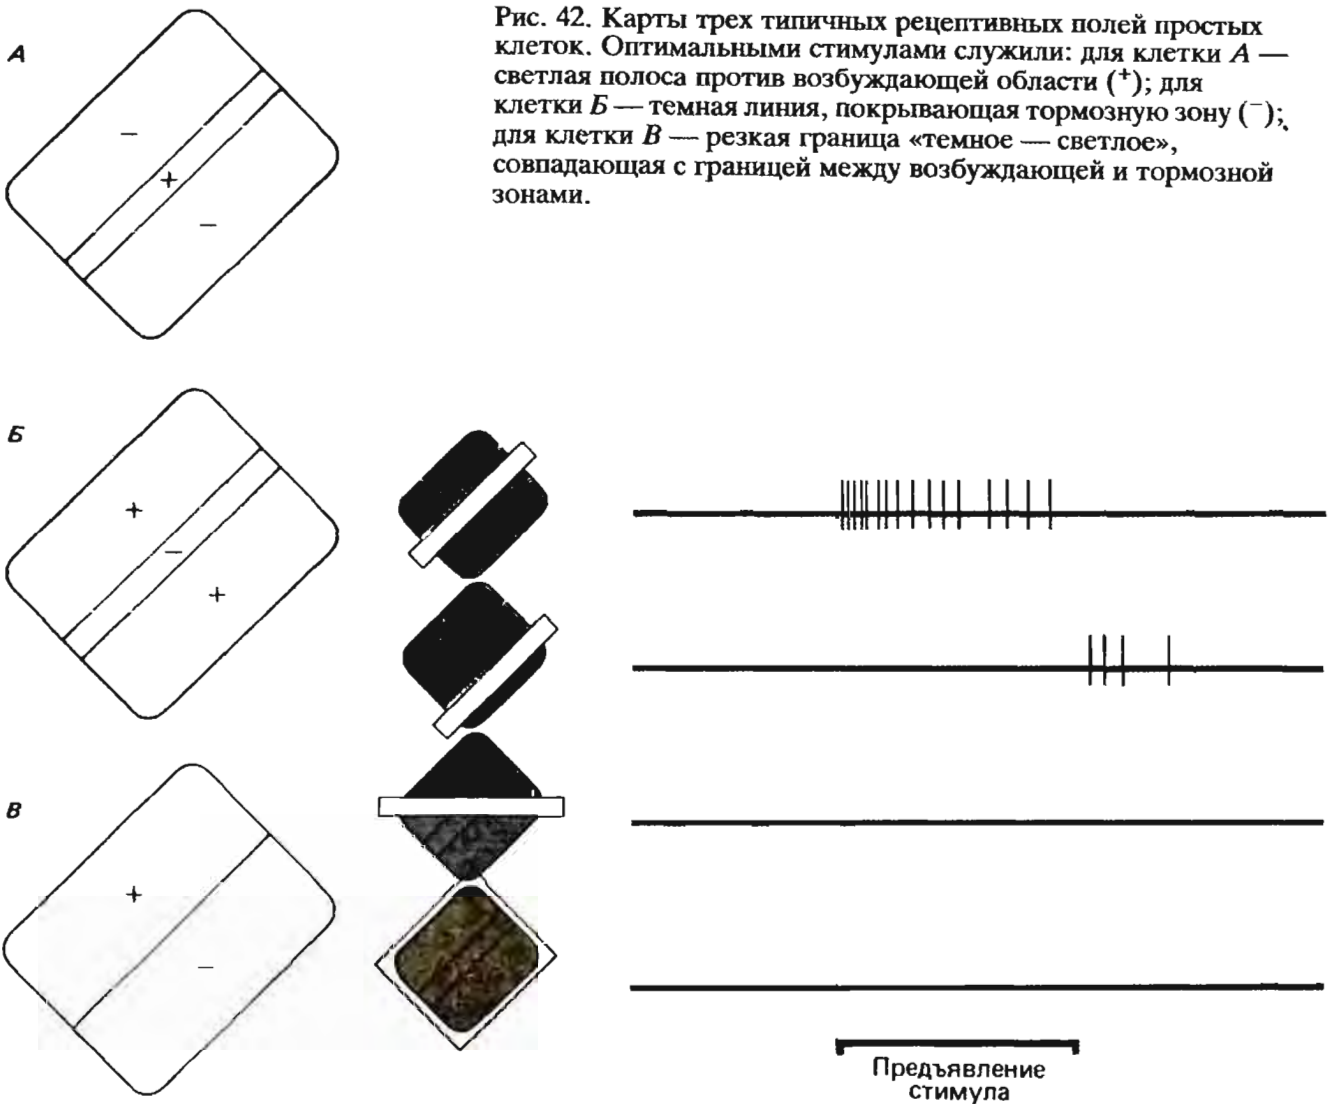 Рис. 42. Карты трех типичных рецептивных полей простых
клеток. Оптимальными стимулами служили: для клетки А —
светлая полоса против возбуждающей области (+); для
клетки Б — темная линия, покрывающая тормозную зону (−);
для клетки В — резкая граница «темное — светлое»,
совпадающая с границей между возбуждающей и тормозной
зонами.
А
−
+
−
Б
+
−
+
В
+
−
Предъявление
стимула